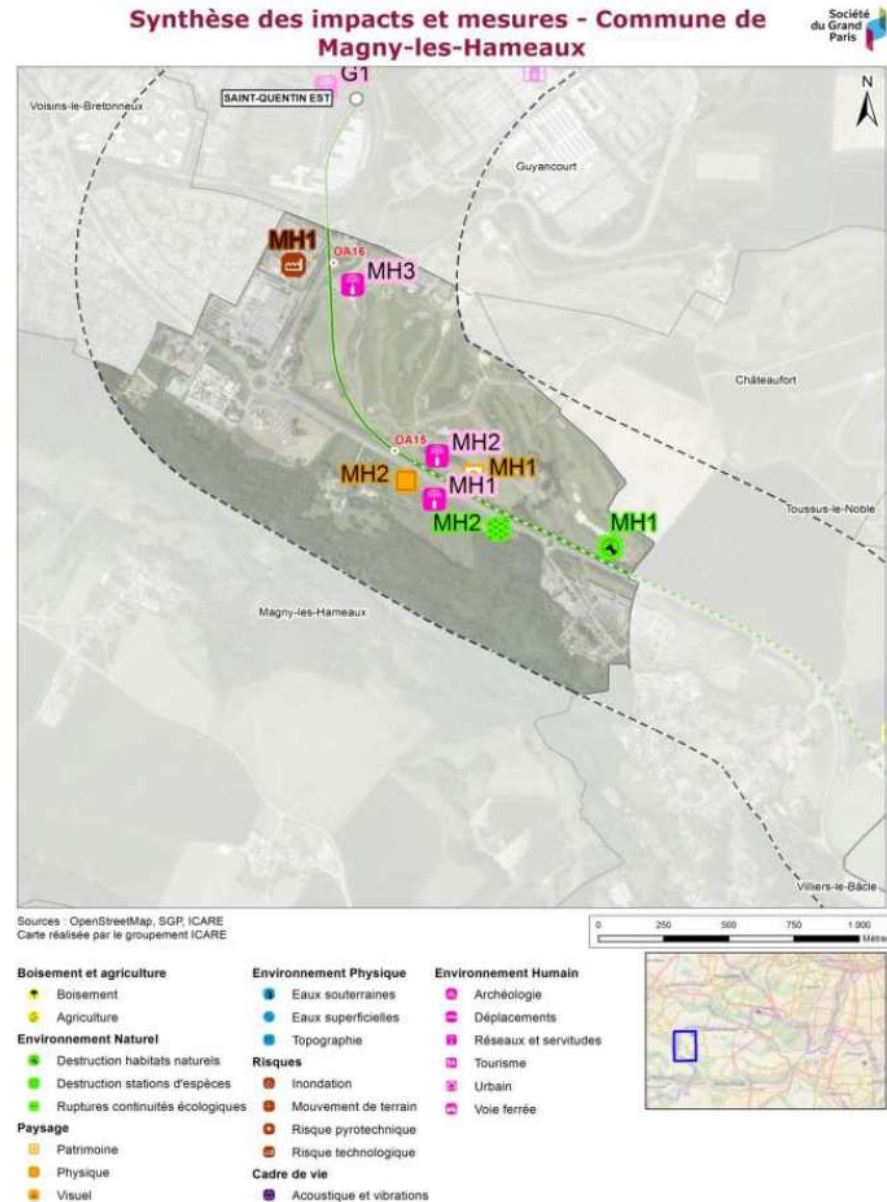 Synthèse des impacts et mesures - Commune de
Magny-les-Hameaux
Société
du Grand
Paris
G1
SAINT-QUENTIN EST
Voisins-le-Bretonneux
N
Guyancourt
MH1
OA16
MH3
Châteaufort
OA15
MH2
MH1
MH2
MH1
MH2
MH1
Toussus-le-Noble
Magny-les-Hameaux
Villiers-le-Bâcle
Sources : OpenStreetMap, SGP, ICARE
Carte réalisée par le groupement ICARE
0 250 500 750 1 000
Mètres
Boisement et agriculture
Boisement
Agriculture
Environnement Naturel
Destruction habitats naturels
Destruction stations d'espèces
Ruptures continuités écologiques
Paysage
Patrimoine
Physique
Visuel
Environnement Physique
Eaux souterraines
Eaux superficielles
Topographie
Risques
Inondation
Mouvement de terrain
Risque pyrotechnique
Risque technologique
Cadre de vie
Acoustique et vibrations
Environnement Humain
Archéologie
Déplacements
Réseaux et servitudes
Tourisme
Urbain
Voie ferrée